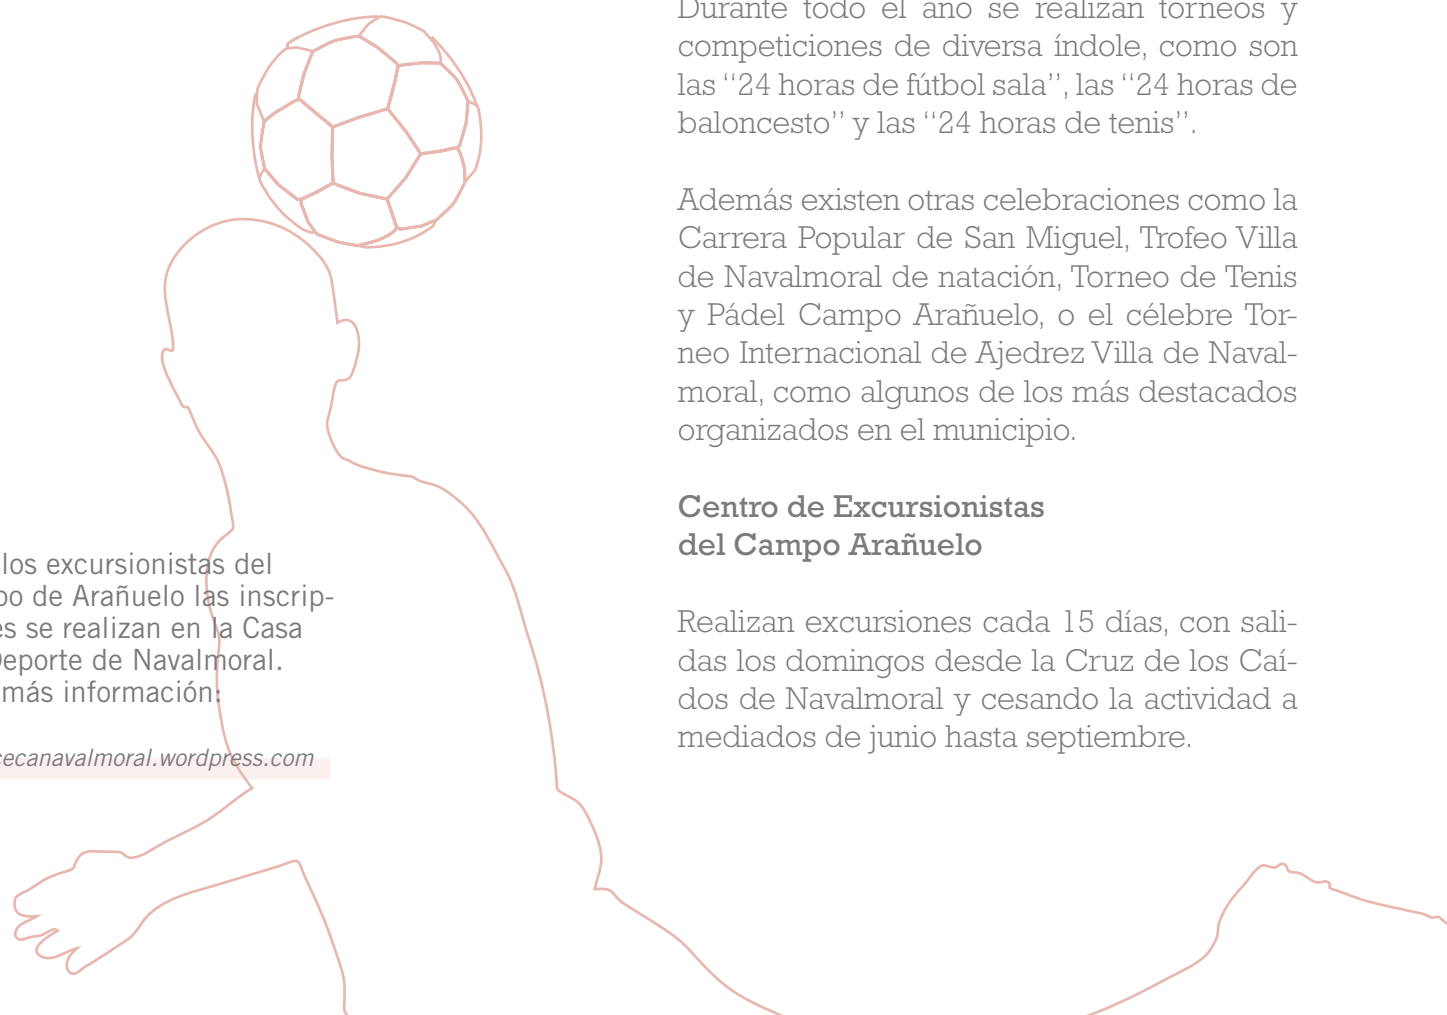 Durante todo el año se realizan torneos y
competiciones de diversa índole, como son
las ‘‘24 horas de fútbol sala’’, las ‘‘24 horas de
baloncesto’’ y las ‘‘24 horas de tenis’’.
Además existen otras celebraciones como la
Carrera Popular de San Miguel, Trofeo Villa
de Navalmoral de natación, Torneo de Tenis
y Pádel Campo Arañuelo, o el célebre Tor-
neo Internacional de Ajedrez Villa de Naval-
moral, como algunos de los más destacados
organizados en el municipio.
Centro de Excursionistas
del Campo Arañuelo
Realizan excursiones cada 15 días, con sali-
das los domingos desde la Cruz de los Caí-
dos de Navalmoral y cesando la actividad a
mediados de junio hasta septiembre.
los excursionistas del
de Arañuelo las inscrip-
se realizan en la Casa
Deporte de Navalmoral.
más información:
cecanavalmoral.wordpress.com